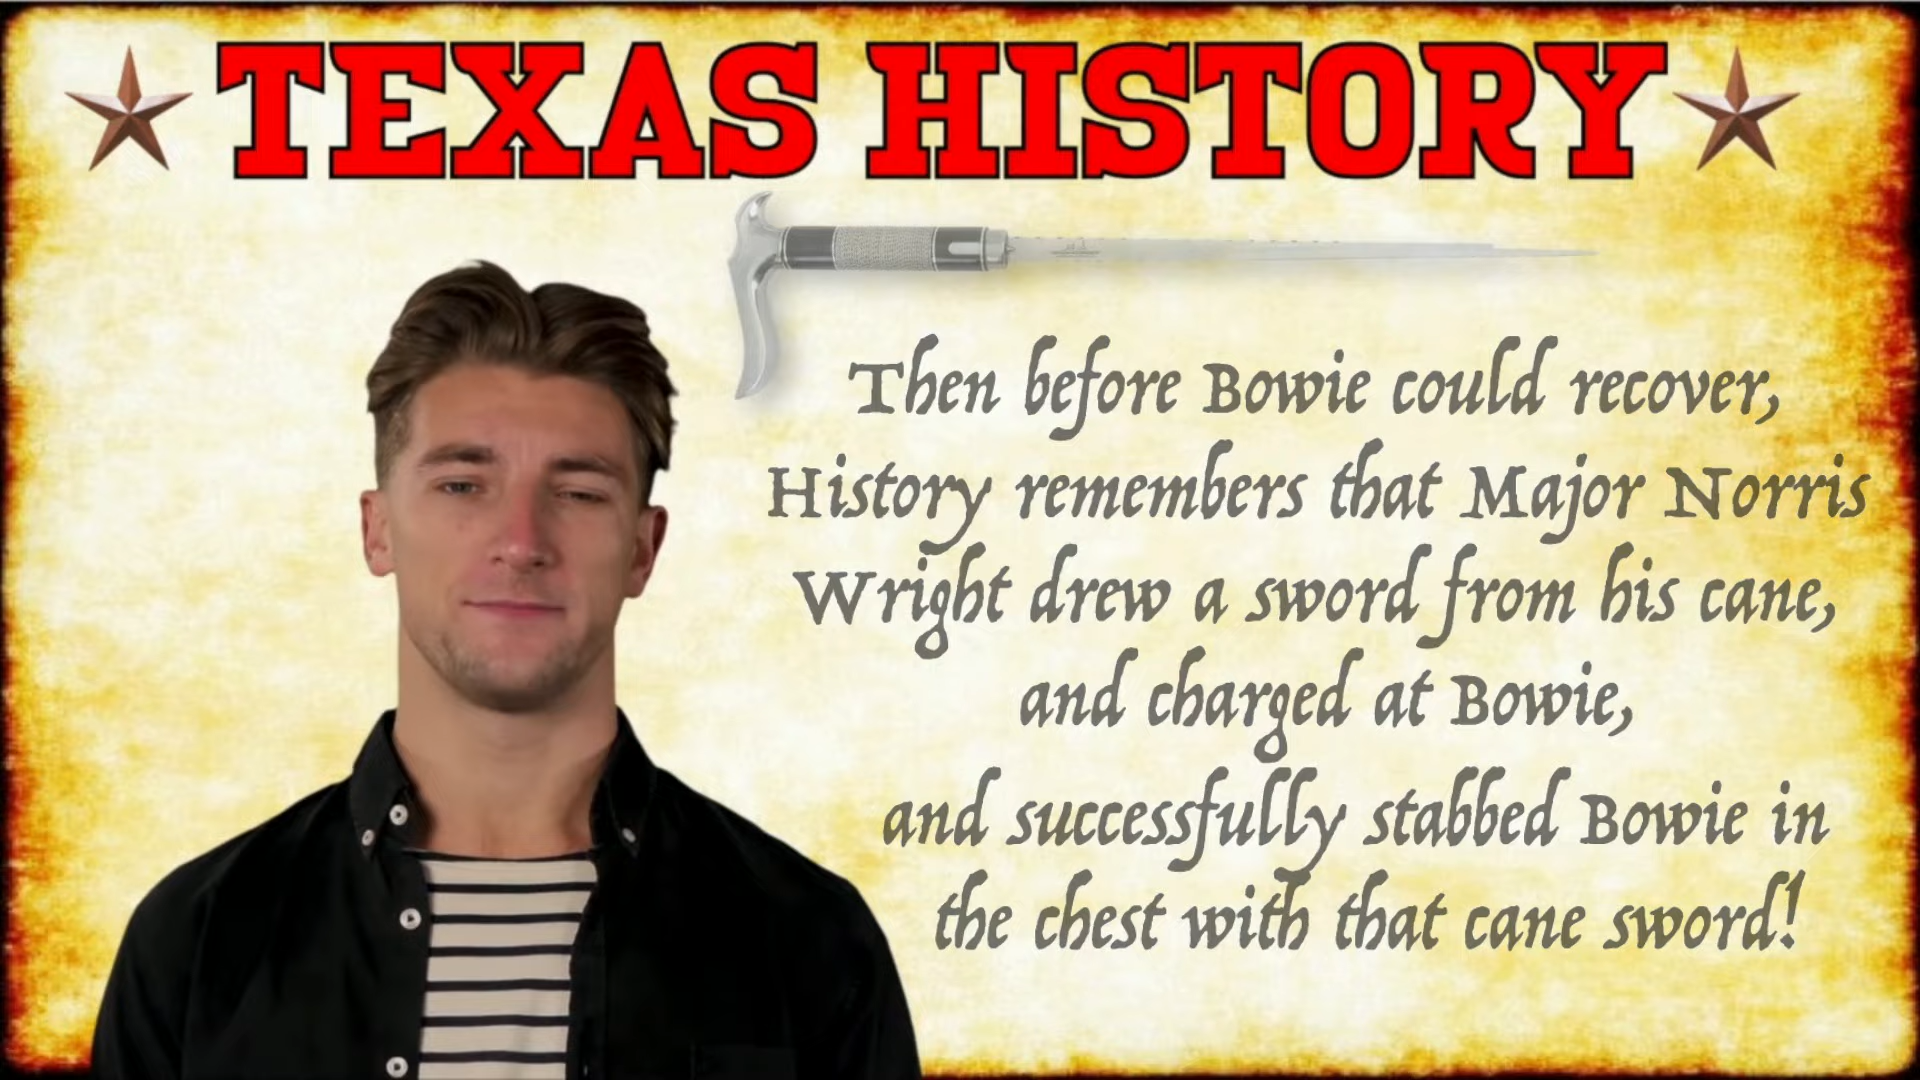 TEXAS HISTORY
Then before Bowie could recover,
History remembers that Major Norris
Wright drew a sword from his cane,
and charged at Bowie,
and successfully stabbed Bowie in
the chest with that cane sword!